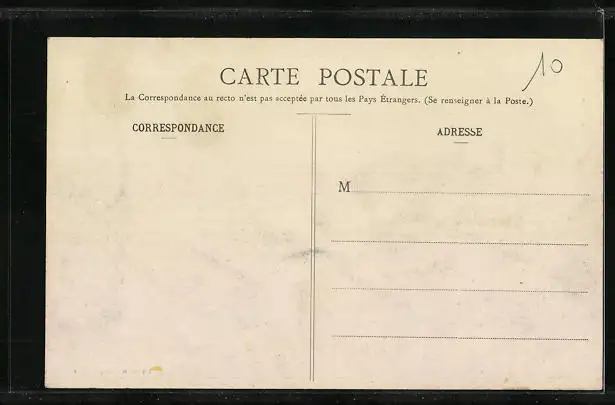 10
CARTE POSTALE
La Correspondance au recto n'est pas acceptée par tous les Pays Étrangers. (Se renseigner à la Poste.)
CORRESPONDANCE
ADRESSE
M